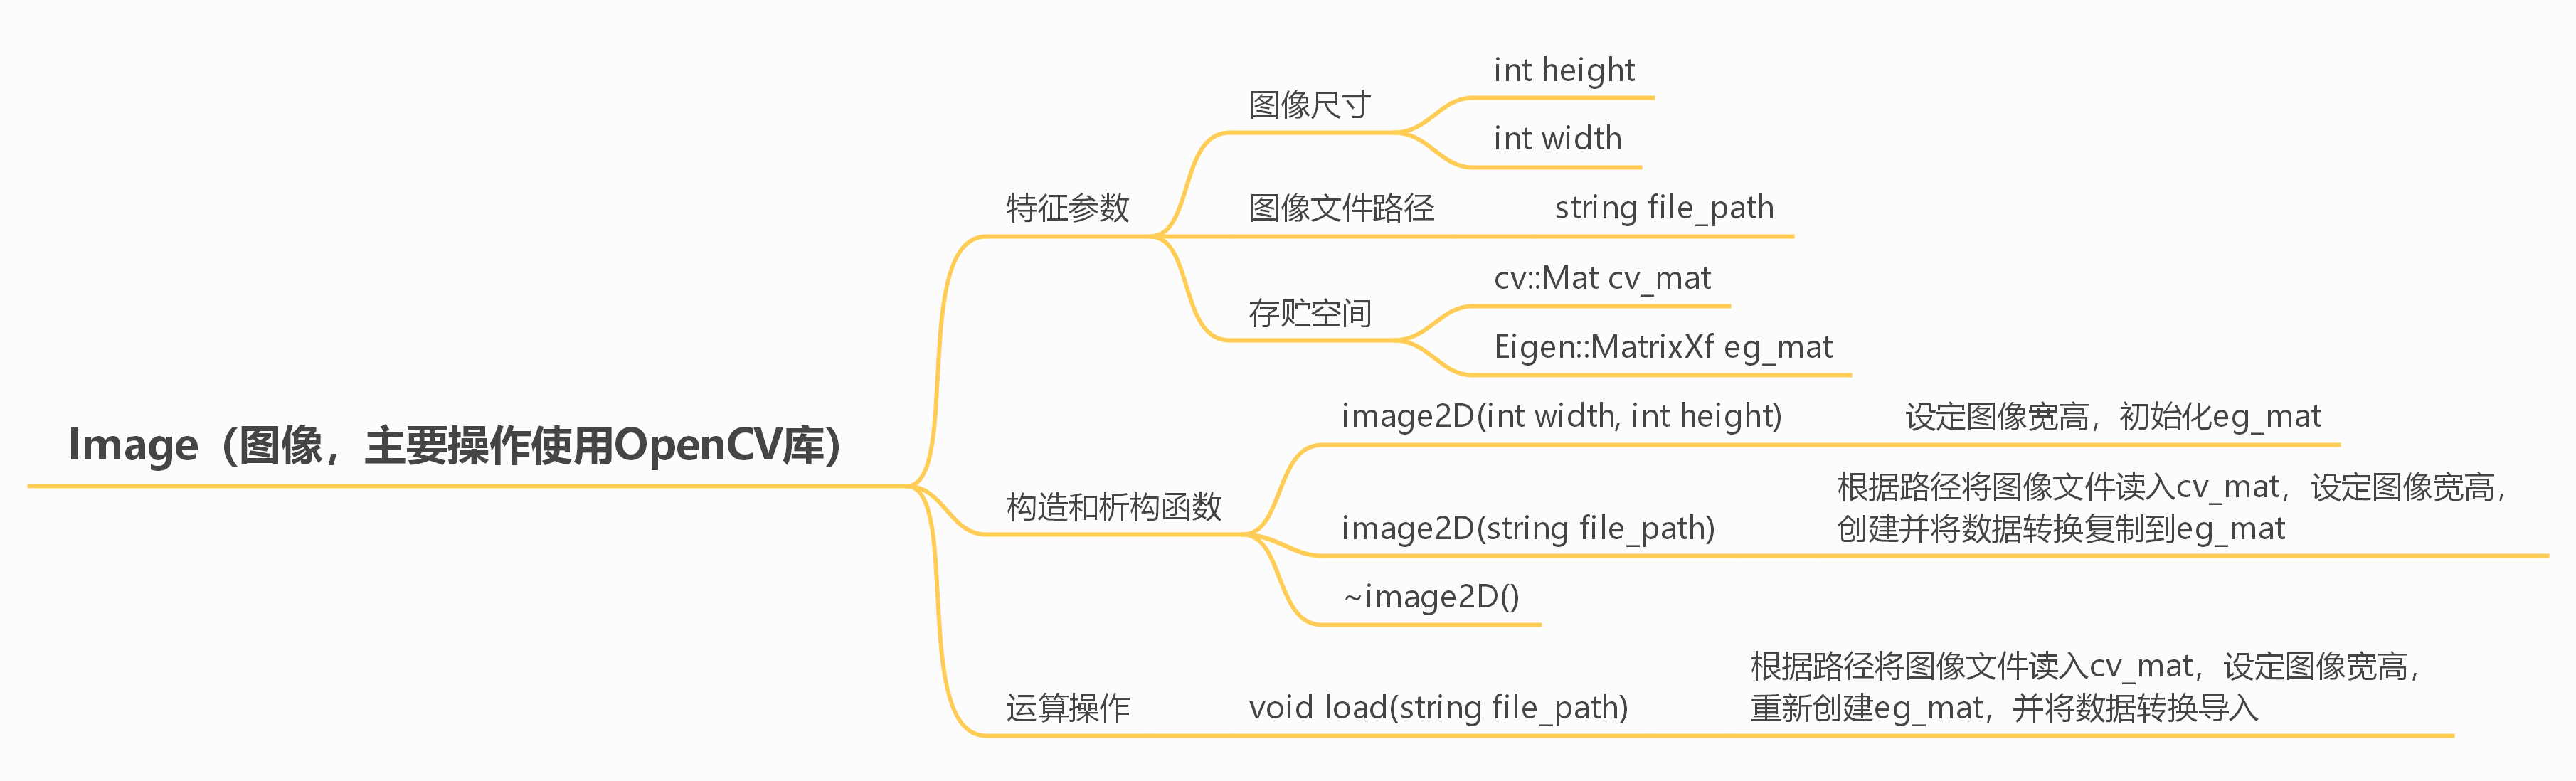 Image（图像，主要操作使用OpenCV库）
特征参数
图像尺寸
int height
int width
图像文件路径
string file_path
存贮空间
cv::Mat cv_mat
Eigen::MatrixXf eg_mat
构造和析构函数
image2D(int width, int height)
设定图像宽高，初始化eg_mat
image2D(string file_path)
根据路径将图像文件读入cv_mat，设定图像宽高，
创建并将数据转换复制到eg_mat
~image2D()
运算操作
void load(string file_path)
根据路径将图像文件读入cv_mat，设定图像宽高，
重新创建eg_mat，并将数据转换导入